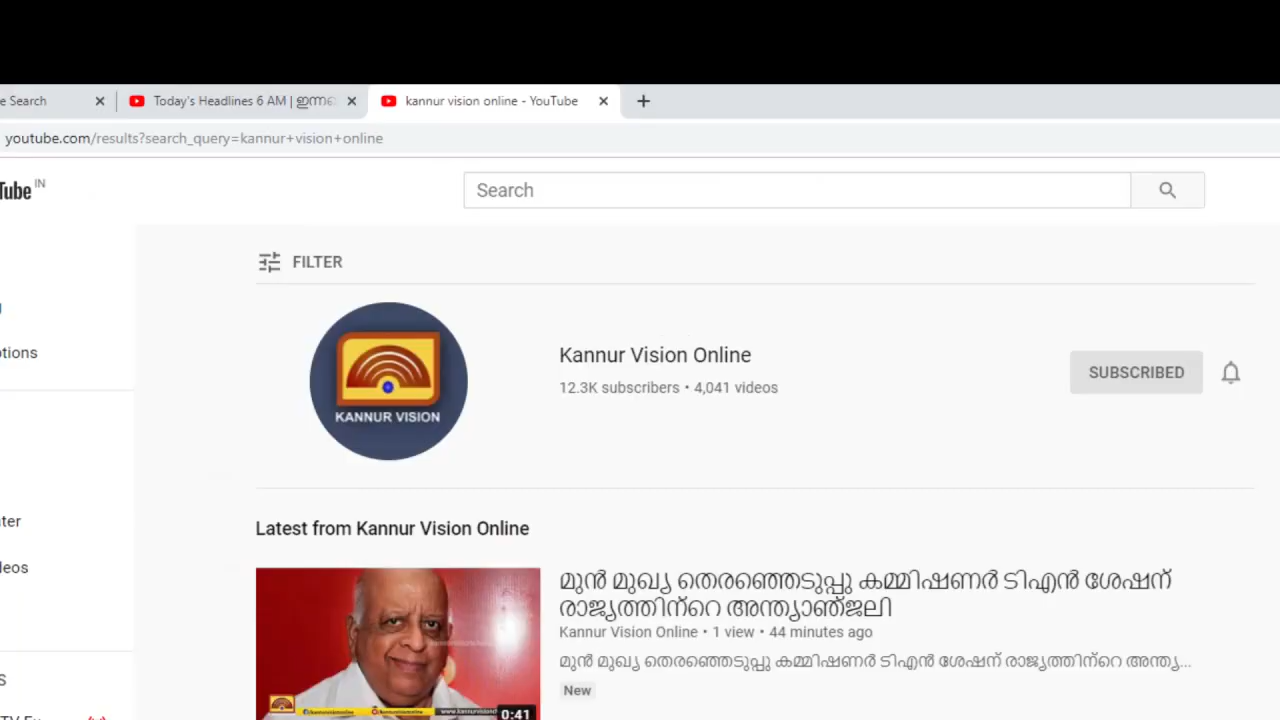 e Search
Today's Headlines 6 AM | ഇന്നത്
kannur vision online - YouTube
youtube.com/results?search_query=kannur+vision+online
Tube IN
Search
FILTER
KANNUR VISION
Kannur Vision Online
12.3K subscribers • 4,041 videos
SUBSCRIBED
ptions
Latest from Kannur Vision Online
മുൻ മുഖ്യ തെരഞ്ഞെടുപ്പു കമ്മിഷണർ ടിഎൻ ശേഷന്
രാജ്യത്തിന്റെ അന്ത്യാഞ്ജലി
Kannur Vision Online • 1 view • 44 minutes ago
മുൻ മുഖ്യ തെരഞ്ഞെടുപ്പു കമ്മിഷണർ ടിഎൻ ശേഷന് രാജ്യത്തിന്റെ അന്ത്യ...
New
0:41